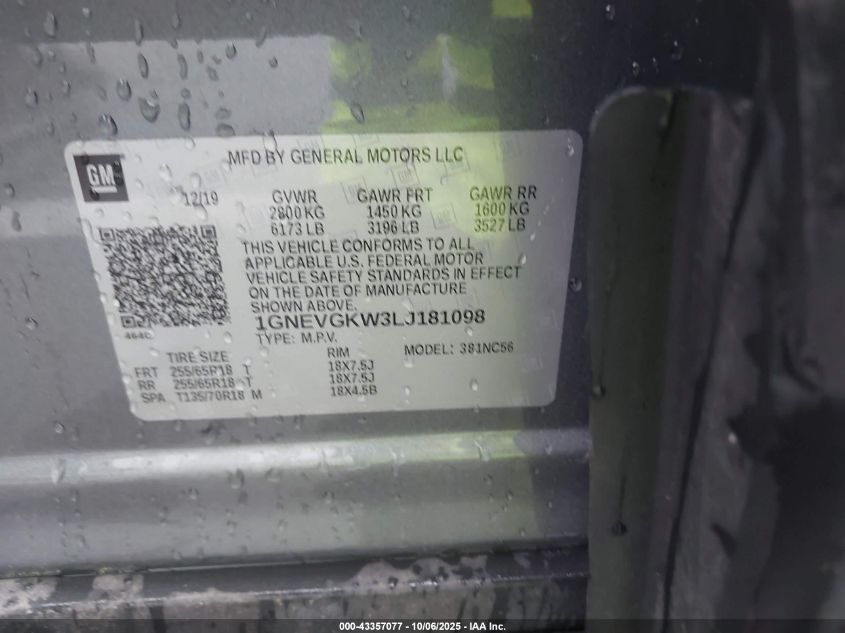 MFD BY GENERAL MOTORS LLC
GM
12/19 GVWR GAWR FRT GAWR RR
2800 KG 1450 KG 1600 KG
6173 LB 3196 LB 3527 LB
THIS VEHICLE CONFORMS TO ALL
APPLICABLE U.S. FEDERAL MOTOR
VEHICLE SAFETY STANDARDS IN EFFECT
ON THE DATE OF MANUFACTURE
SHOWN ABOVE.
1GNEVGKW3LJ181098
TYPE: M.P.V. MODEL: 381NC56
464C
TIRE SIZE RIM
FRT 255/65R18 T 18X7.5J
RR 255/65R18 T 18X7.5J
SPA T135/70R18 M 18X4.5B
000-43357077 - 10/06/2025 - IAA Inc.